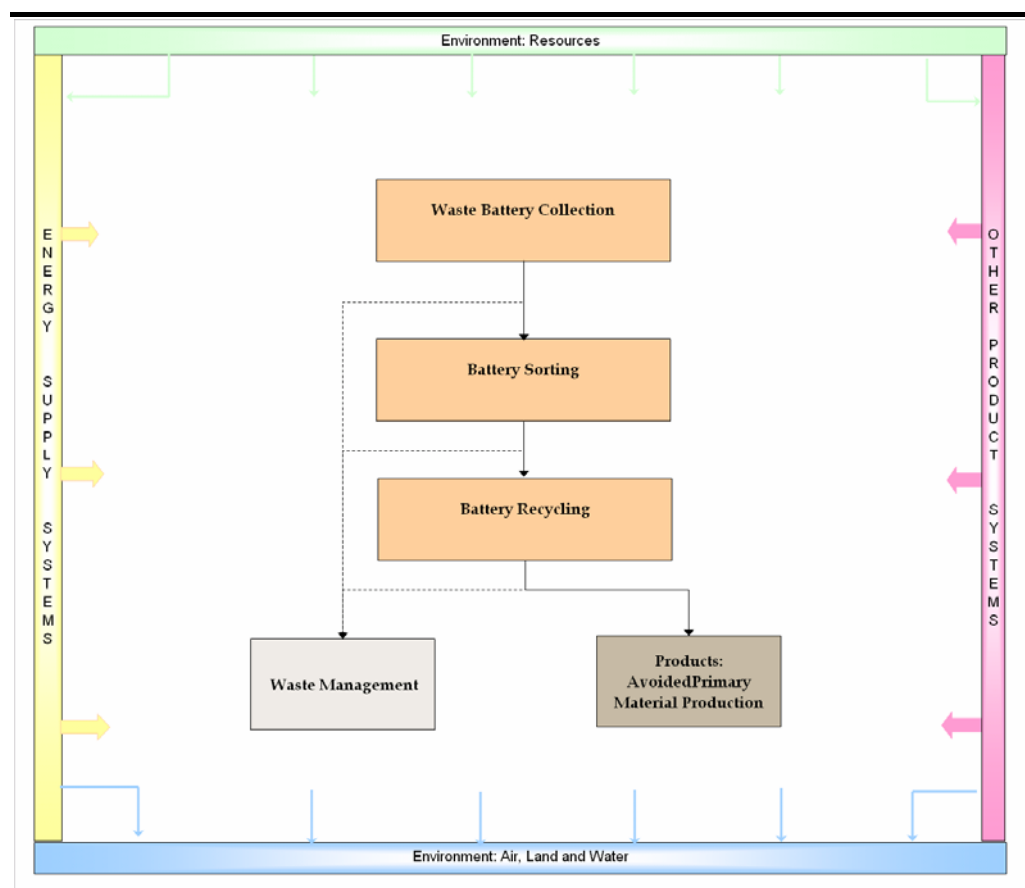 Environment: Resources
ENERGY SUPPLY SYSTEMS
OTHER PRODUCT SYSTEMS
Waste Battery Collection
Battery Sorting
Battery Recycling
Waste Management
Products:
AvoidedPrimary
Material Production
Environment: Air, Land and Water